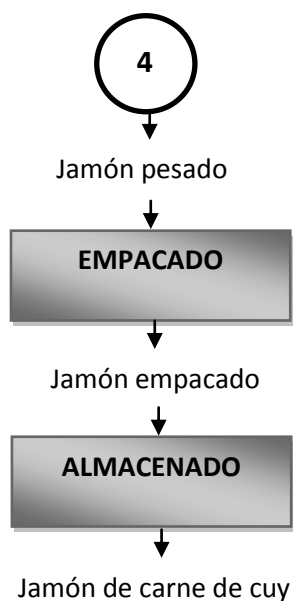 4
Jamón pesado
EMPACADO
Jamón empacado
ALMACENADO
Jamón de carne de cuy